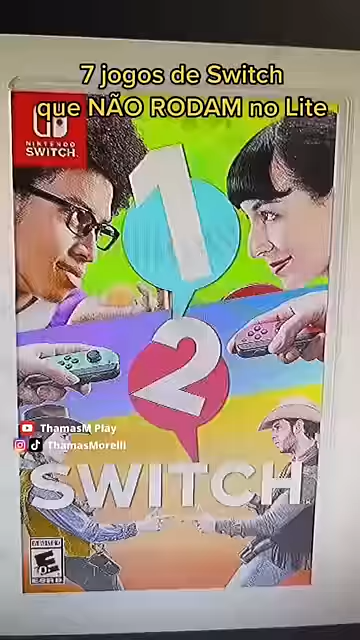 7 jogos de Switch
que NÃO RODAM no Lite
NINTENDO
SWITCH
1
2
ThamasM Play
ThamasMorelli
SWITCH
EVERYONE
E
ESRB